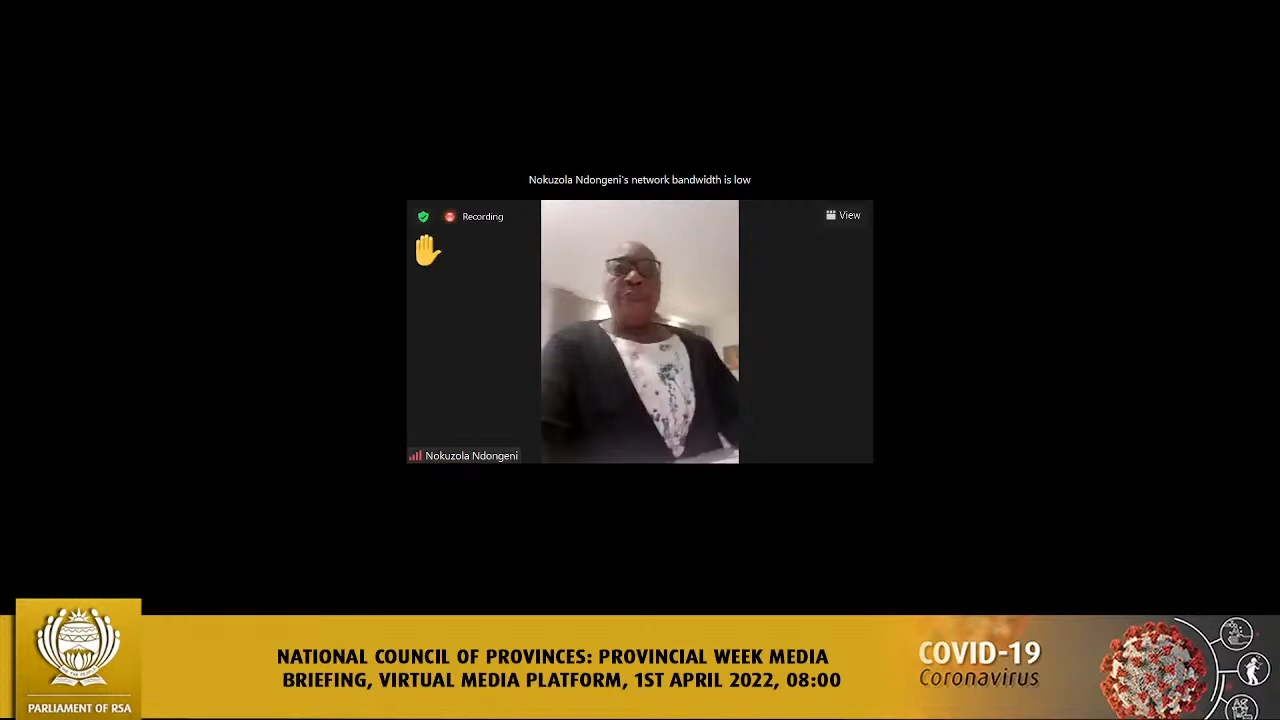 Nokuzola Ndongeni's network bandwidth is low
Recording
View
Nokuzola Ndongeni
NATIONAL COUNCIL OF PROVINCES: PROVINCIAL WEEK MEDIA
BRIEFING, VIRTUAL MEDIA PLATFORM, 1ST APRIL 2022, 08:00
COVID-19
Coronavirus
PARLIAMENT OF RSA